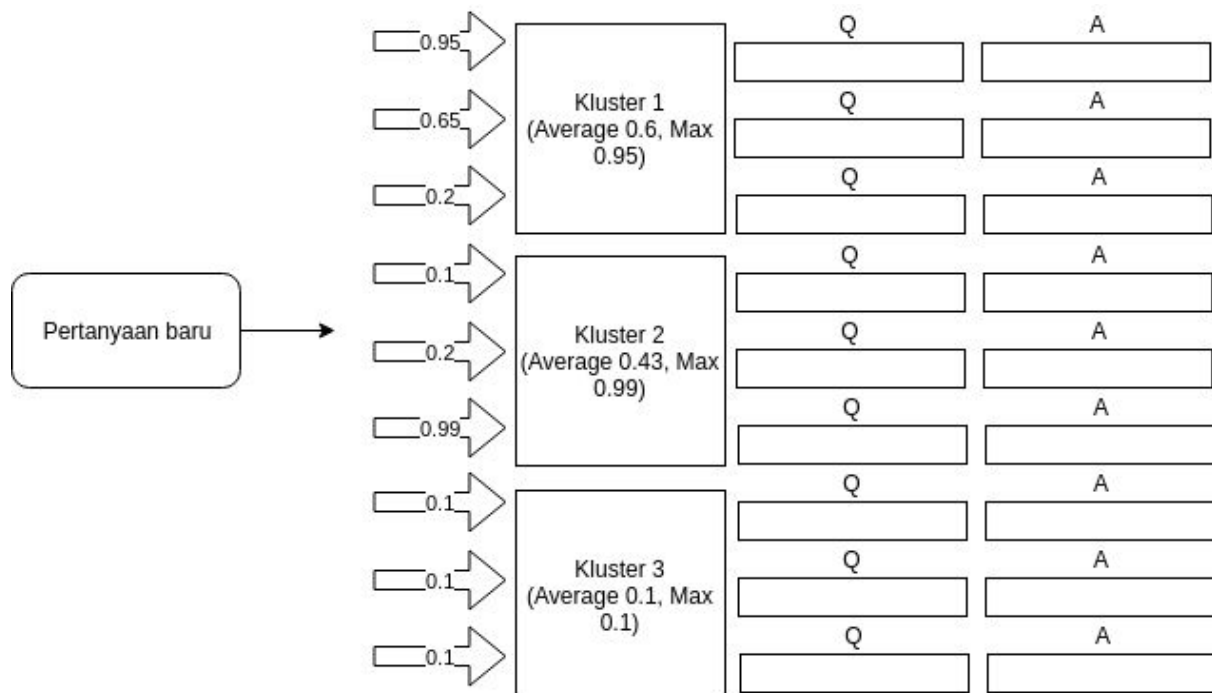 Q A
0.95
Kluster 1
(Average 0.6, Max
0.95)
Q A
0.65
Q A
0.2
Q A
0.1
Pertanyaan baru
Kluster 2
(Average 0.43, Max
0.99)
Q A
0.2
Q A
0.99
Q A
0.1
Kluster 3
(Average 0.1, Max
0.1)
Q A
0.1
Q A
0.1